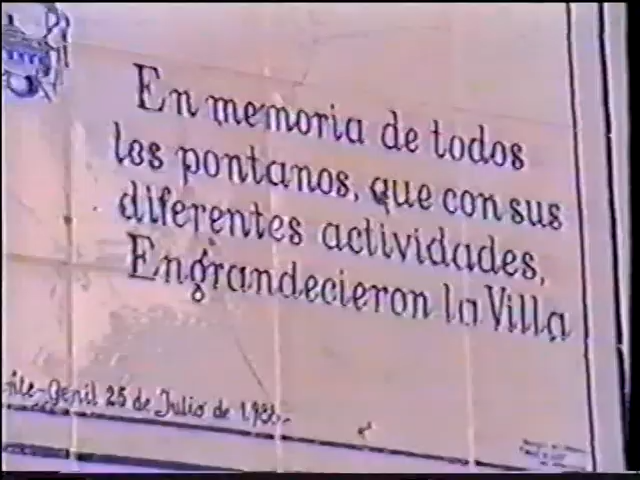 En memoria de todos
los pontanos, que con sus
diferentes actividades,
Engrandecieron la Villa
Genil 25 de Julio de